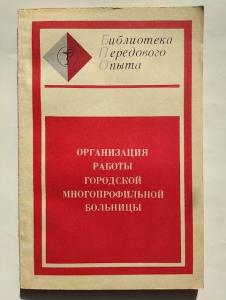 Библиотека
Передового
Опыта
ОРГАНИЗАЦИЯ
РАБОТЫ
ГОРОДСКОЙ
МНОГОПРОФИЛЬНОЙ
БОЛЬНИЦЫ